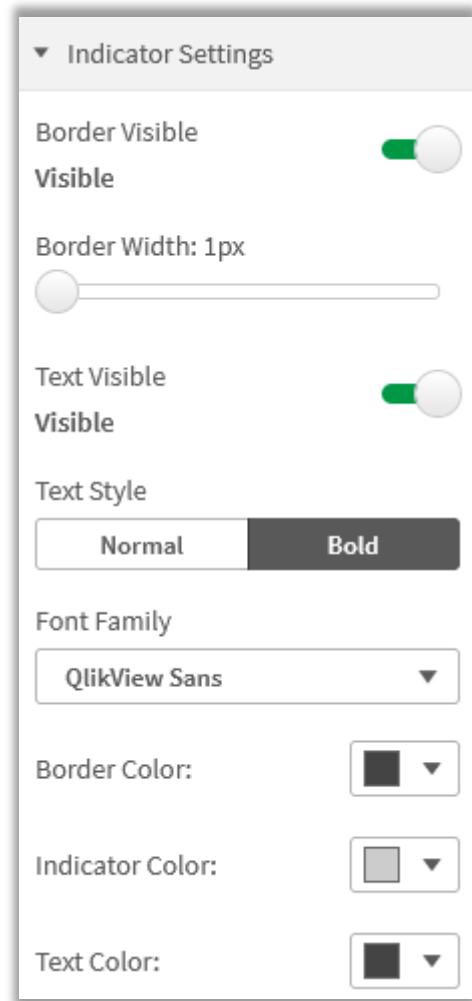 Indicator Settings
Border Visible
Visible
Border Width: 1px
Text Visible
Visible
Text Style
Normal Bold
Font Family
QlikView Sans
Border Color:
Indicator Color:
Text Color: